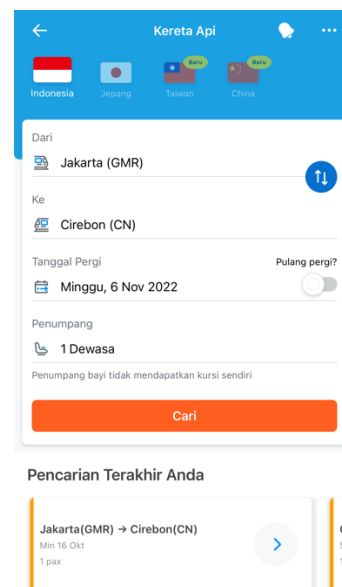 Kereta Api
Baru
Baru
Indonesia
Jepang
Taiwan
China
Dari
Jakarta (GMR)
Ke
Cirebon (CN)
Tanggal Pergi
Pulang pergi?
Minggu, 6 Nov 2022
Penumpang
1 Dewasa
Penumpang bayi tidak mendapatkan kursi sendiri
Cari
Pencarian Terakhir Anda
Jakarta(GMR) → Cirebon(CN)
Min 16 Okt
1 pax